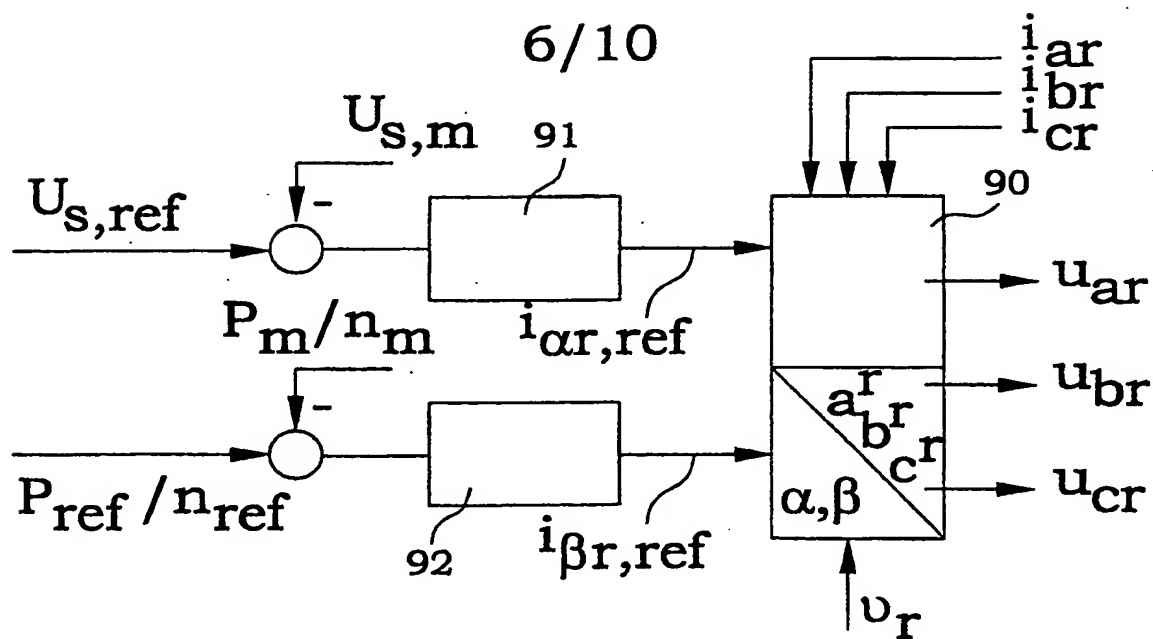 6/10
i_ar
i_br
i_cr
U_s,m
91
90
U_s,ref
-
u_ar
P_m/n_m
i_αr,ref
u_br
a^r
b^r
c^r
-
P_ref/n_ref
α,β
u_cr
92
i_βr,ref
υ_r